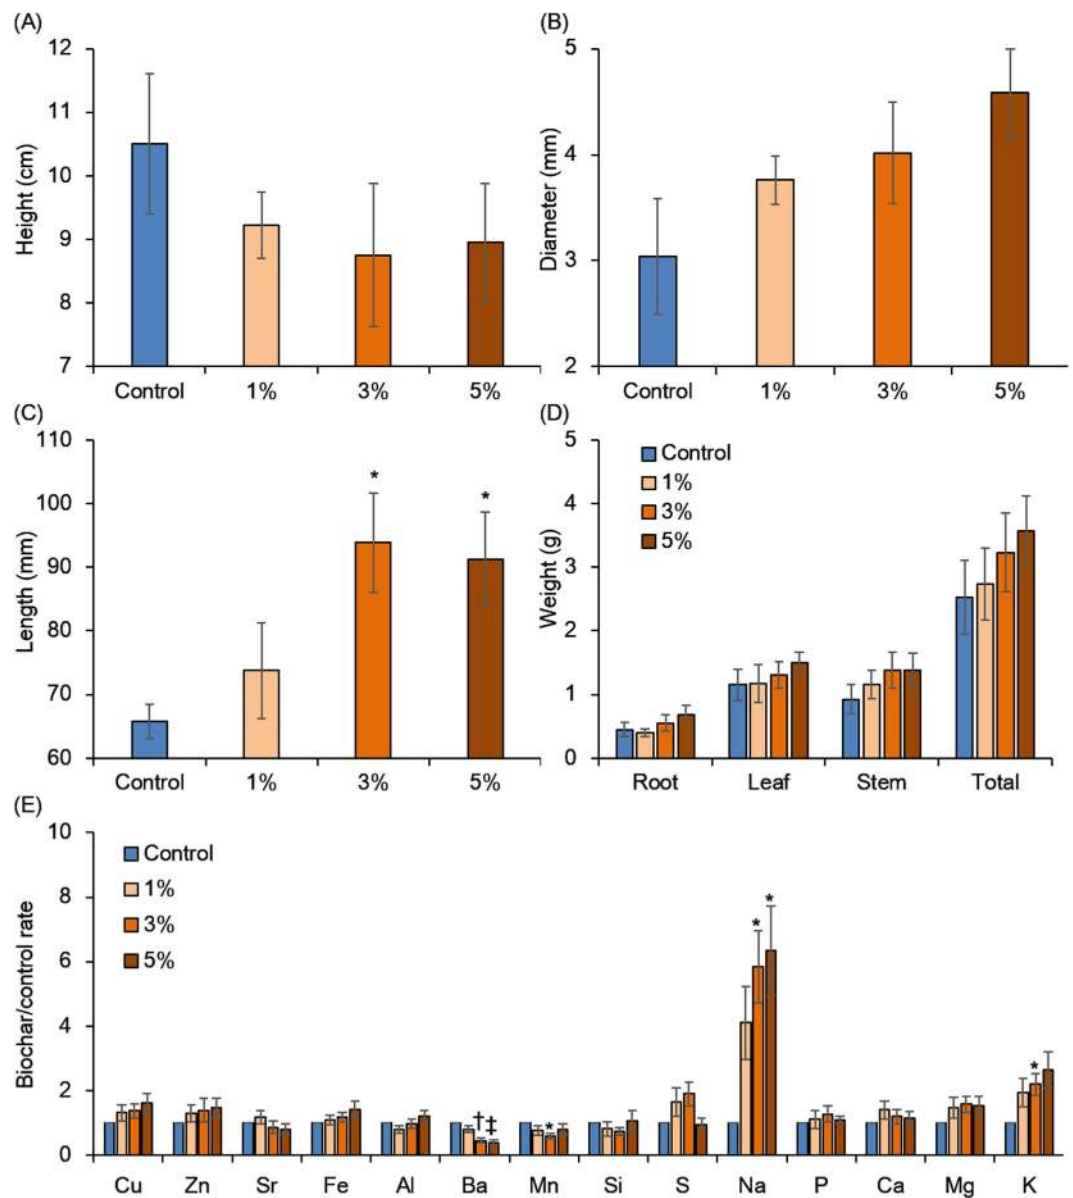 (A)
12
11
10
9
8
7
Height (cm)
Control 1% 3% 5%
(B)
5
4
3
2
Diameter (mm)
Control 1% 3% 5%
(C)
110
100
90
80
70
60
Length (mm)
* *
Control 1% 3% 5%
(D)
5
4
3
2
1
0
Weight (g)
Control
1%
3%
5%
Root Leaf Stem Total
(E)
10
8
6
4
2
0
Biochar/control rate
Control
1%
3%
5%
† ‡ * * * *
Cu Zn Sr Fe Al Ba Mn Si S Na P Ca Mg K